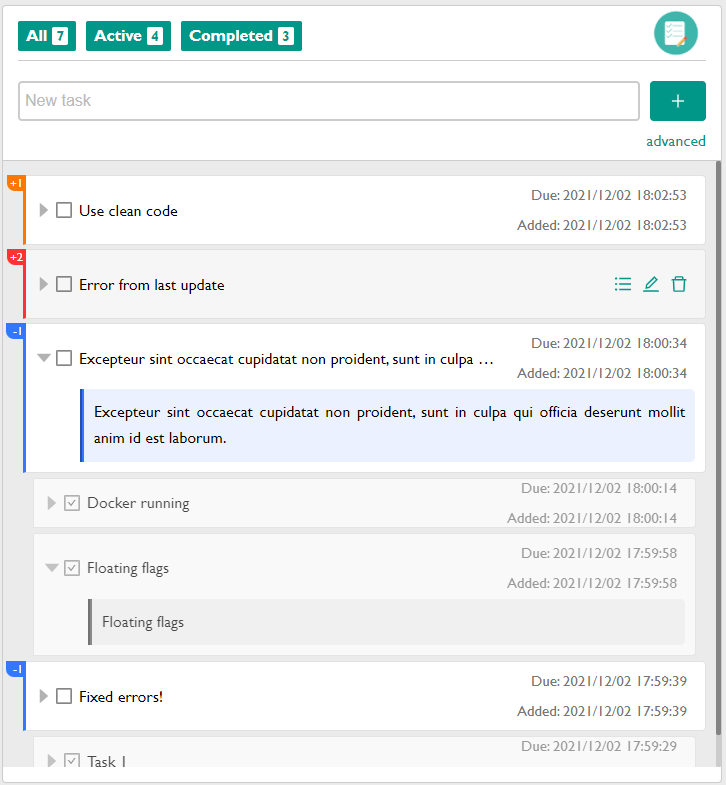 All 7 Active 4 Completed 3
New task
+
advanced
+1
Use clean code
Due: 2021/12/02 18:02:53
Added: 2021/12/02 18:02:53
+2
Error from last update
-1
Excepteur sint occaecat cupidatat non proident, sunt in culpa …
Due: 2021/12/02 18:00:34
Added: 2021/12/02 18:00:34
Excepteur sint occaecat cupidatat non proident, sunt in culpa qui officia deserunt mollit
anim id est laborum.
Docker running
Due: 2021/12/02 18:00:14
Added: 2021/12/02 18:00:14
Floating flags
Due: 2021/12/02 17:59:58
Added: 2021/12/02 17:59:58
Floating flags
-1
Fixed errors!
Due: 2021/12/02 17:59:39
Added: 2021/12/02 17:59:39
Task 1
Due: 2021/12/02 17:59:29